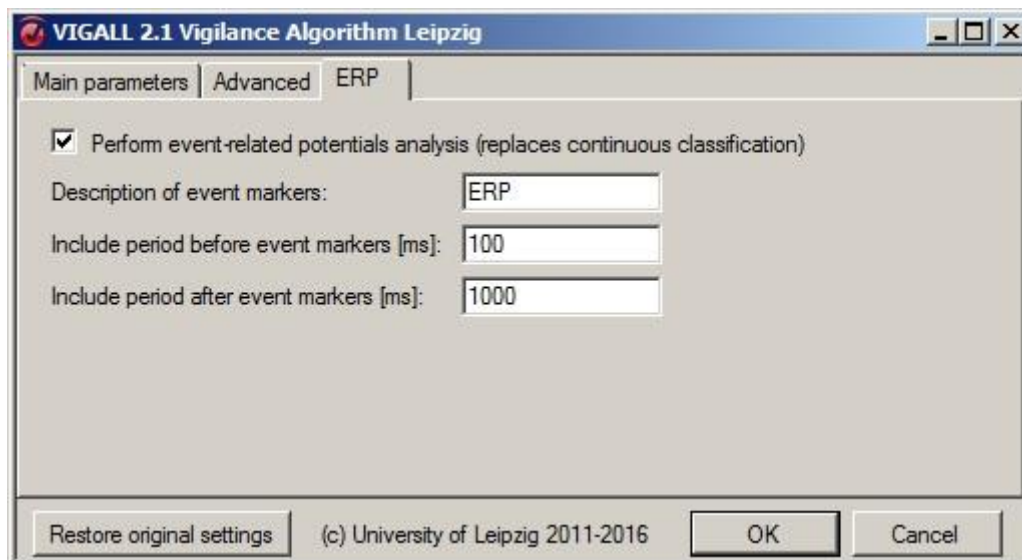 VIGALL 2.1 Vigilance Algorithm Leipzig
Main parameters Advanced ERP
Perform event-related potentials analysis (replaces continuous classification)
Description of event markers: ERP
Include period before event markers [ms]: 100
Include period after event markers [ms]: 1000
Restore original settings (c) University of Leipzig 2011-2016 OK Cancel